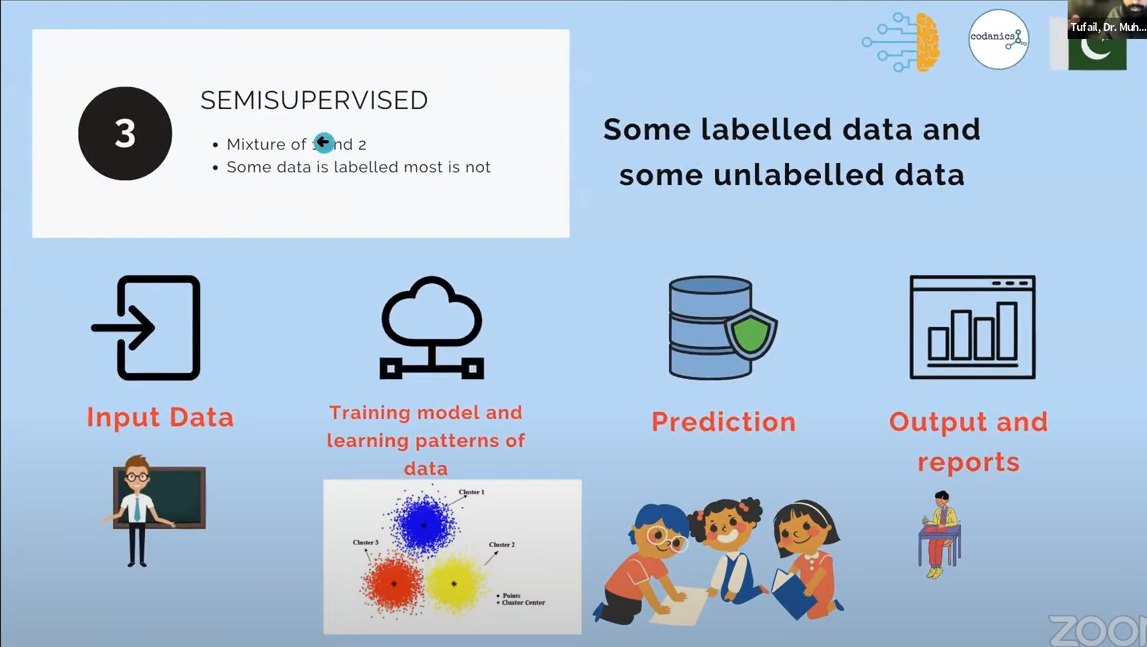 Tufail, Dr. Muh...
codanics
3
SEMISUPERVISED
Mixture of nd 2
Some data is labelled most is not
Some labelled data and
some unlabelled data
Input Data
Training model and
learning patterns of
data
Prediction
Output and
reports
Cluster 1
Cluster 3
Cluster 2
Points
Cluster Center
ZOO